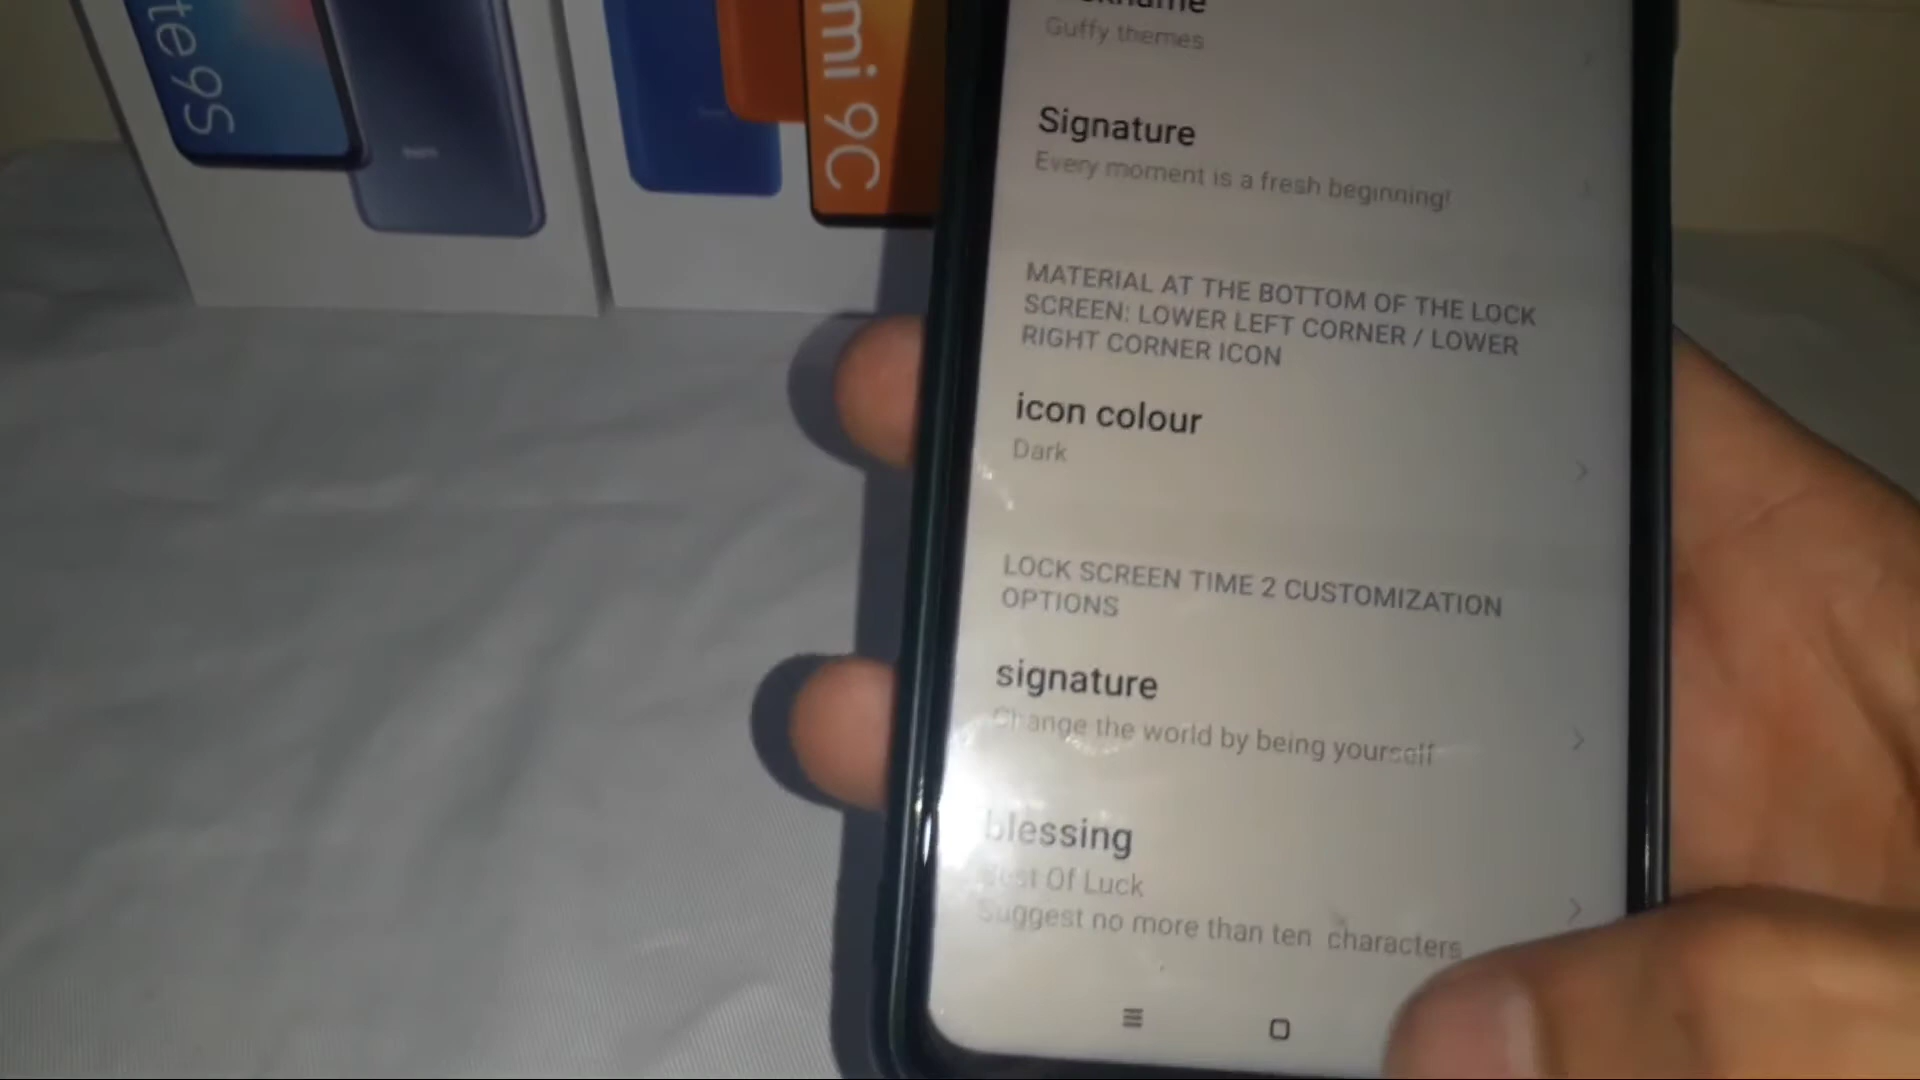 te 9S
mi 9C
Guffy themes
Signature
Every moment is a fresh beginning!
MATERIAL AT THE BOTTOM OF THE LOCK
SCREEN: LOWER LEFT CORNER / LOWER
RIGHT CORNER ICON
icon colour
Dark
LOCK SCREEN TIME 2 CUSTOMIZATION
OPTIONS
signature
Change the world by being yourself
blessing
Best Of Luck
Suggest no more than ten characters